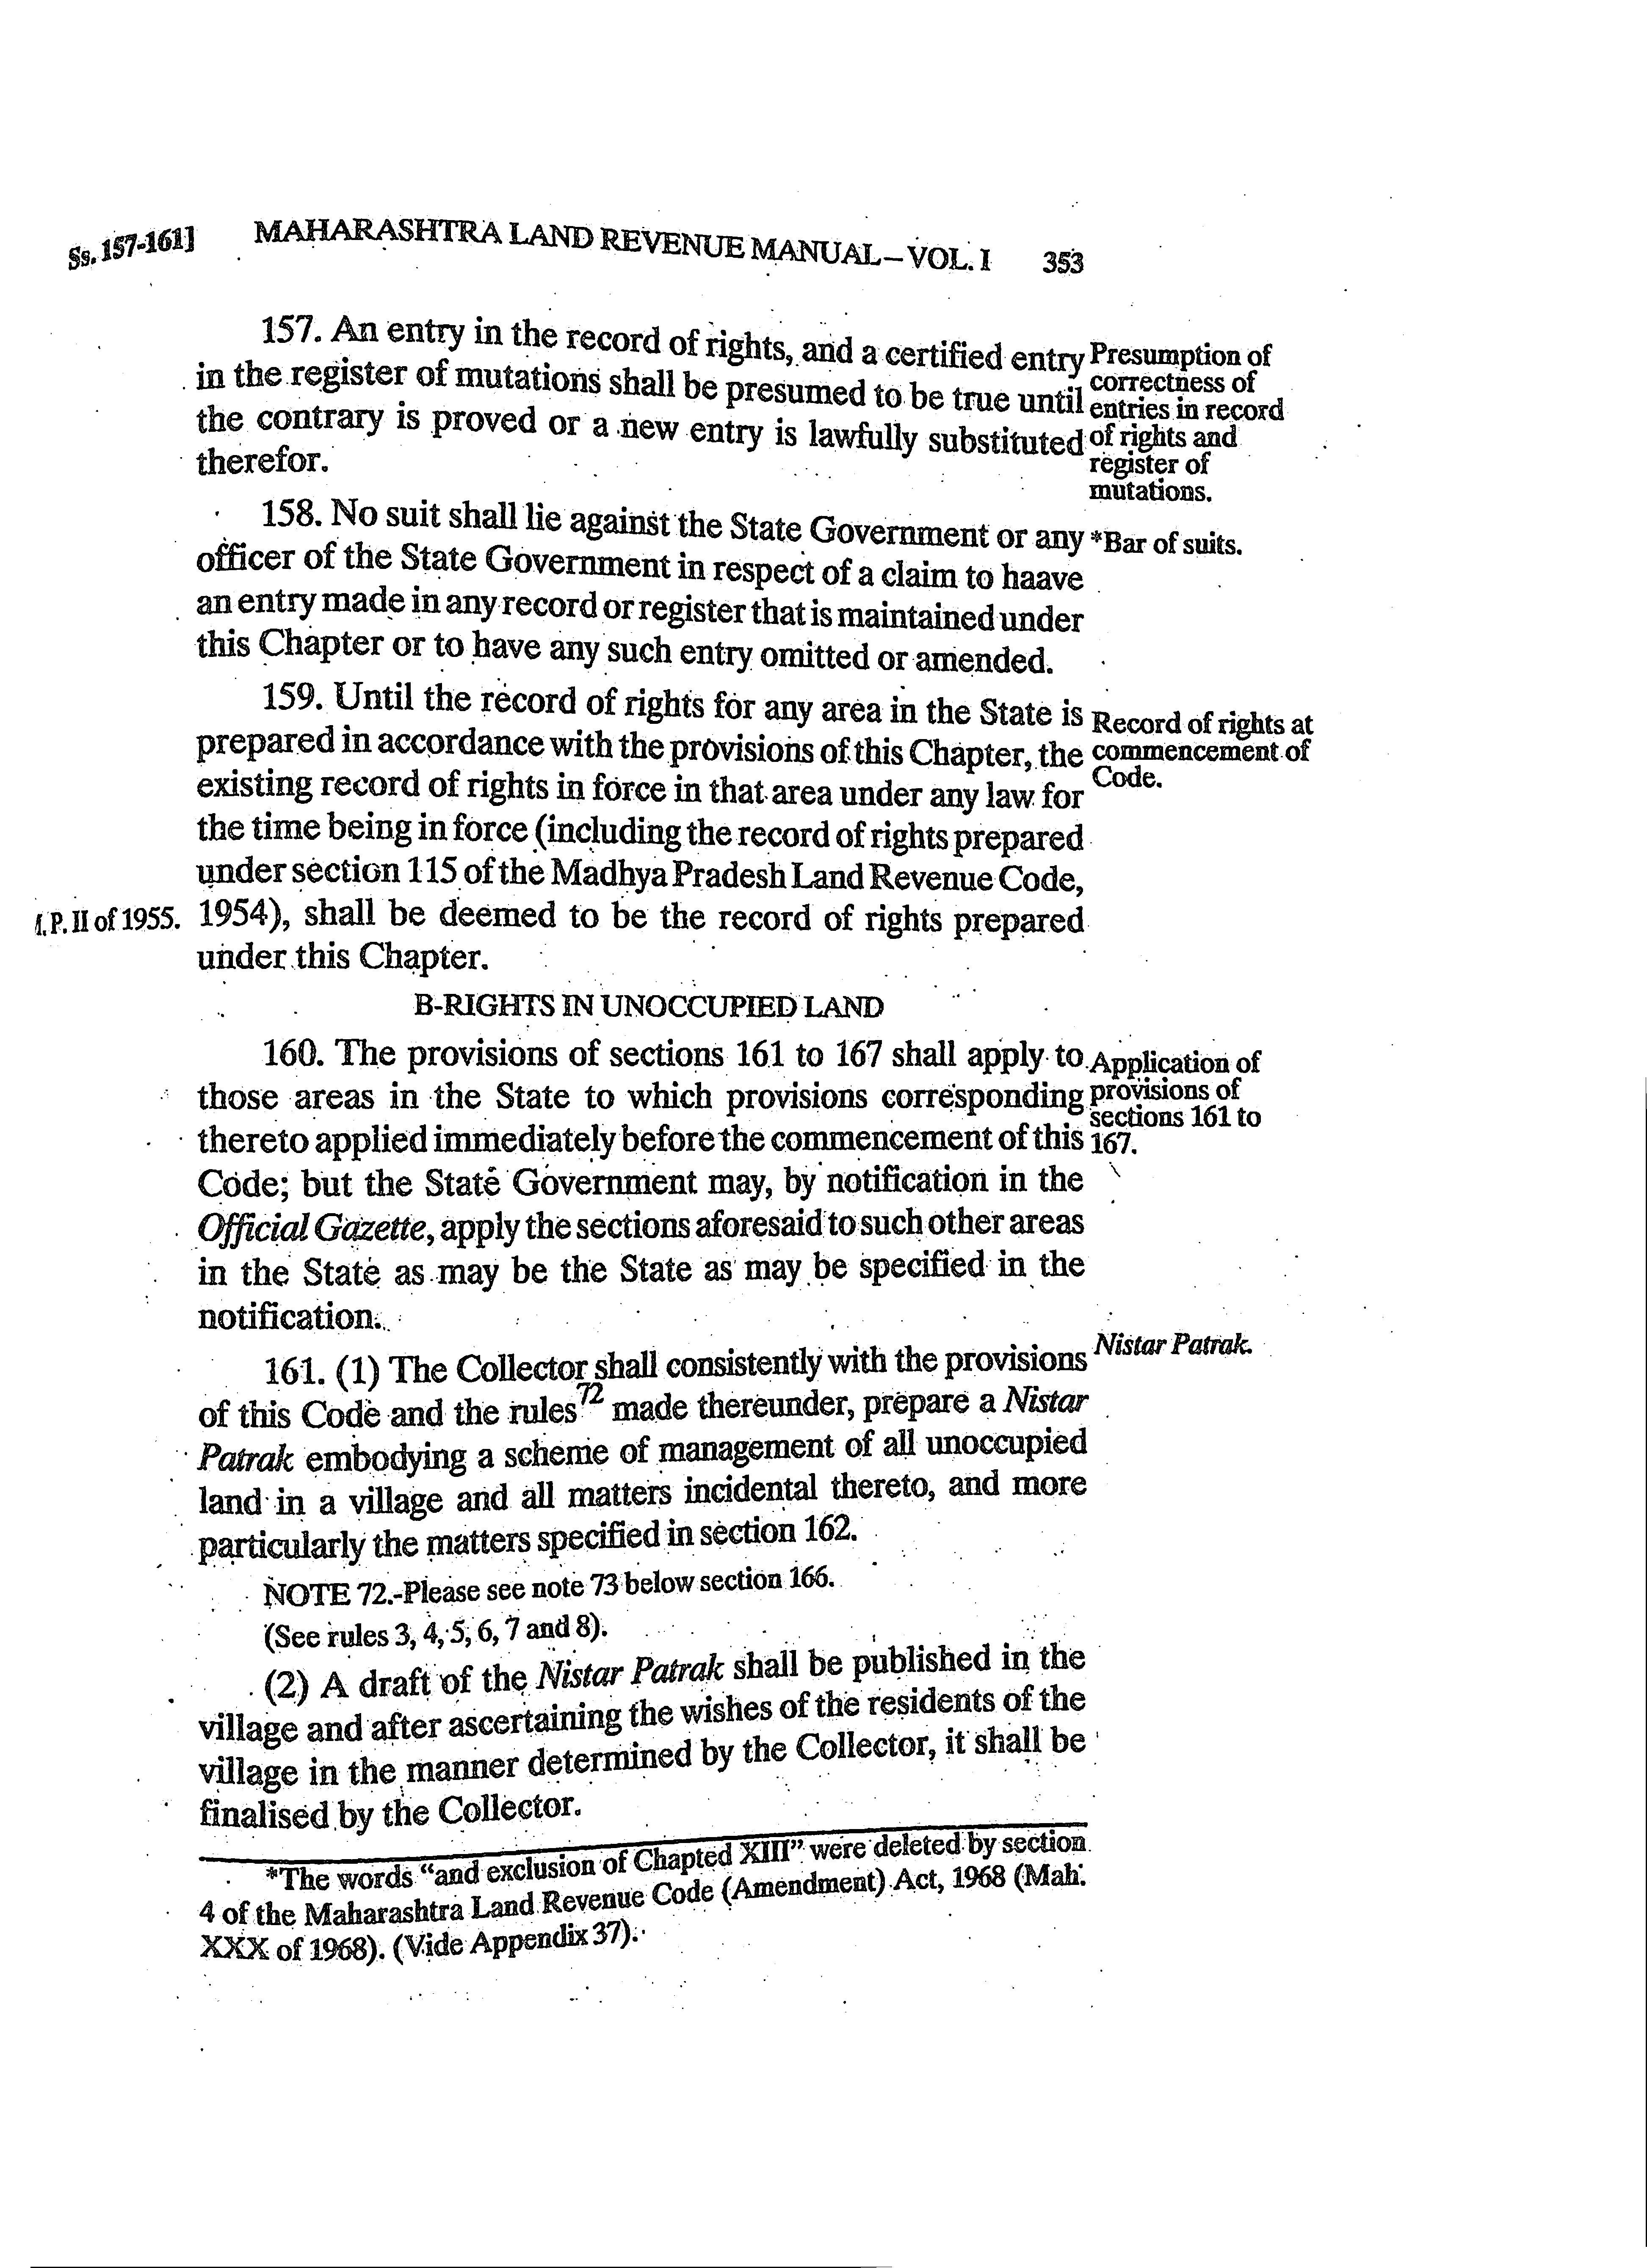 Ss. 157-161] MAHARASHTRA LAND REVENUE MANUAL–VOL. I 353
157. An entry in the record of rights, and a certified entry
in the register of mutations shall be presumed to be true until
the contrary is proved or a new entry is lawfully substituted
therefor.
Presumption of
correctness of
entries in record
of rights and
register of
mutations.
158. No suit shall lie against the State Government or any
officer of the State Government in respect of a claim to haave
an entry made in any record or register that is maintained under
this Chapter or to have any such entry omitted or amended.
*Bar of suits.
159. Until the record of rights for any area in the State is
prepared in accordance with the provisions of this Chapter, the
existing record of rights in force in that area under any law for
the time being in force (including the record of rights prepared
under section 115 of the Madhya Pradesh Land Revenue Code,
1954), shall be deemed to be the record of rights prepared
under this Chapter.
Record of rights at
commencement of
Code.
P. II of 1955.
B-RIGHTS IN UNOCCUPIED LAND
160. The provisions of sections 161 to 167 shall apply to
those areas in the State to which provisions corresponding
thereto applied immediately before the commencement of this
Code; but the State Government may, by notification in the
Official Gazette, apply the sections aforesaid to such other areas
in the State as may be the State as may be specified in the
notification.
Application of
provisions of
sections 161 to
167.
161. (1) The Collector shall consistently with the provisions
of this Code and the rules72 made thereunder, prepare a Nistar
Patrak embodying a scheme of management of all unoccupied
land in a village and all matters incidental thereto, and more
particularly the matters specified in section 162.
Nistar Patrak.
NOTE 72.-Please see note 73 below section 166.
(See rules 3, 4, 5, 6, 7 and 8).
(2) A draft of the Nistar Patrak shall be published in the
village and after ascertaining the wishes of the residents of the
village in the manner determined by the Collector, it shall be
finalised by the Collector.
*The words “and exclusion of Chapted XIII” were deleted by section
4 of the Maharashtra Land Revenue Code (Amendment) Act, 1968 (Mah.
XXX of 1968). (Vide Appendix 37).